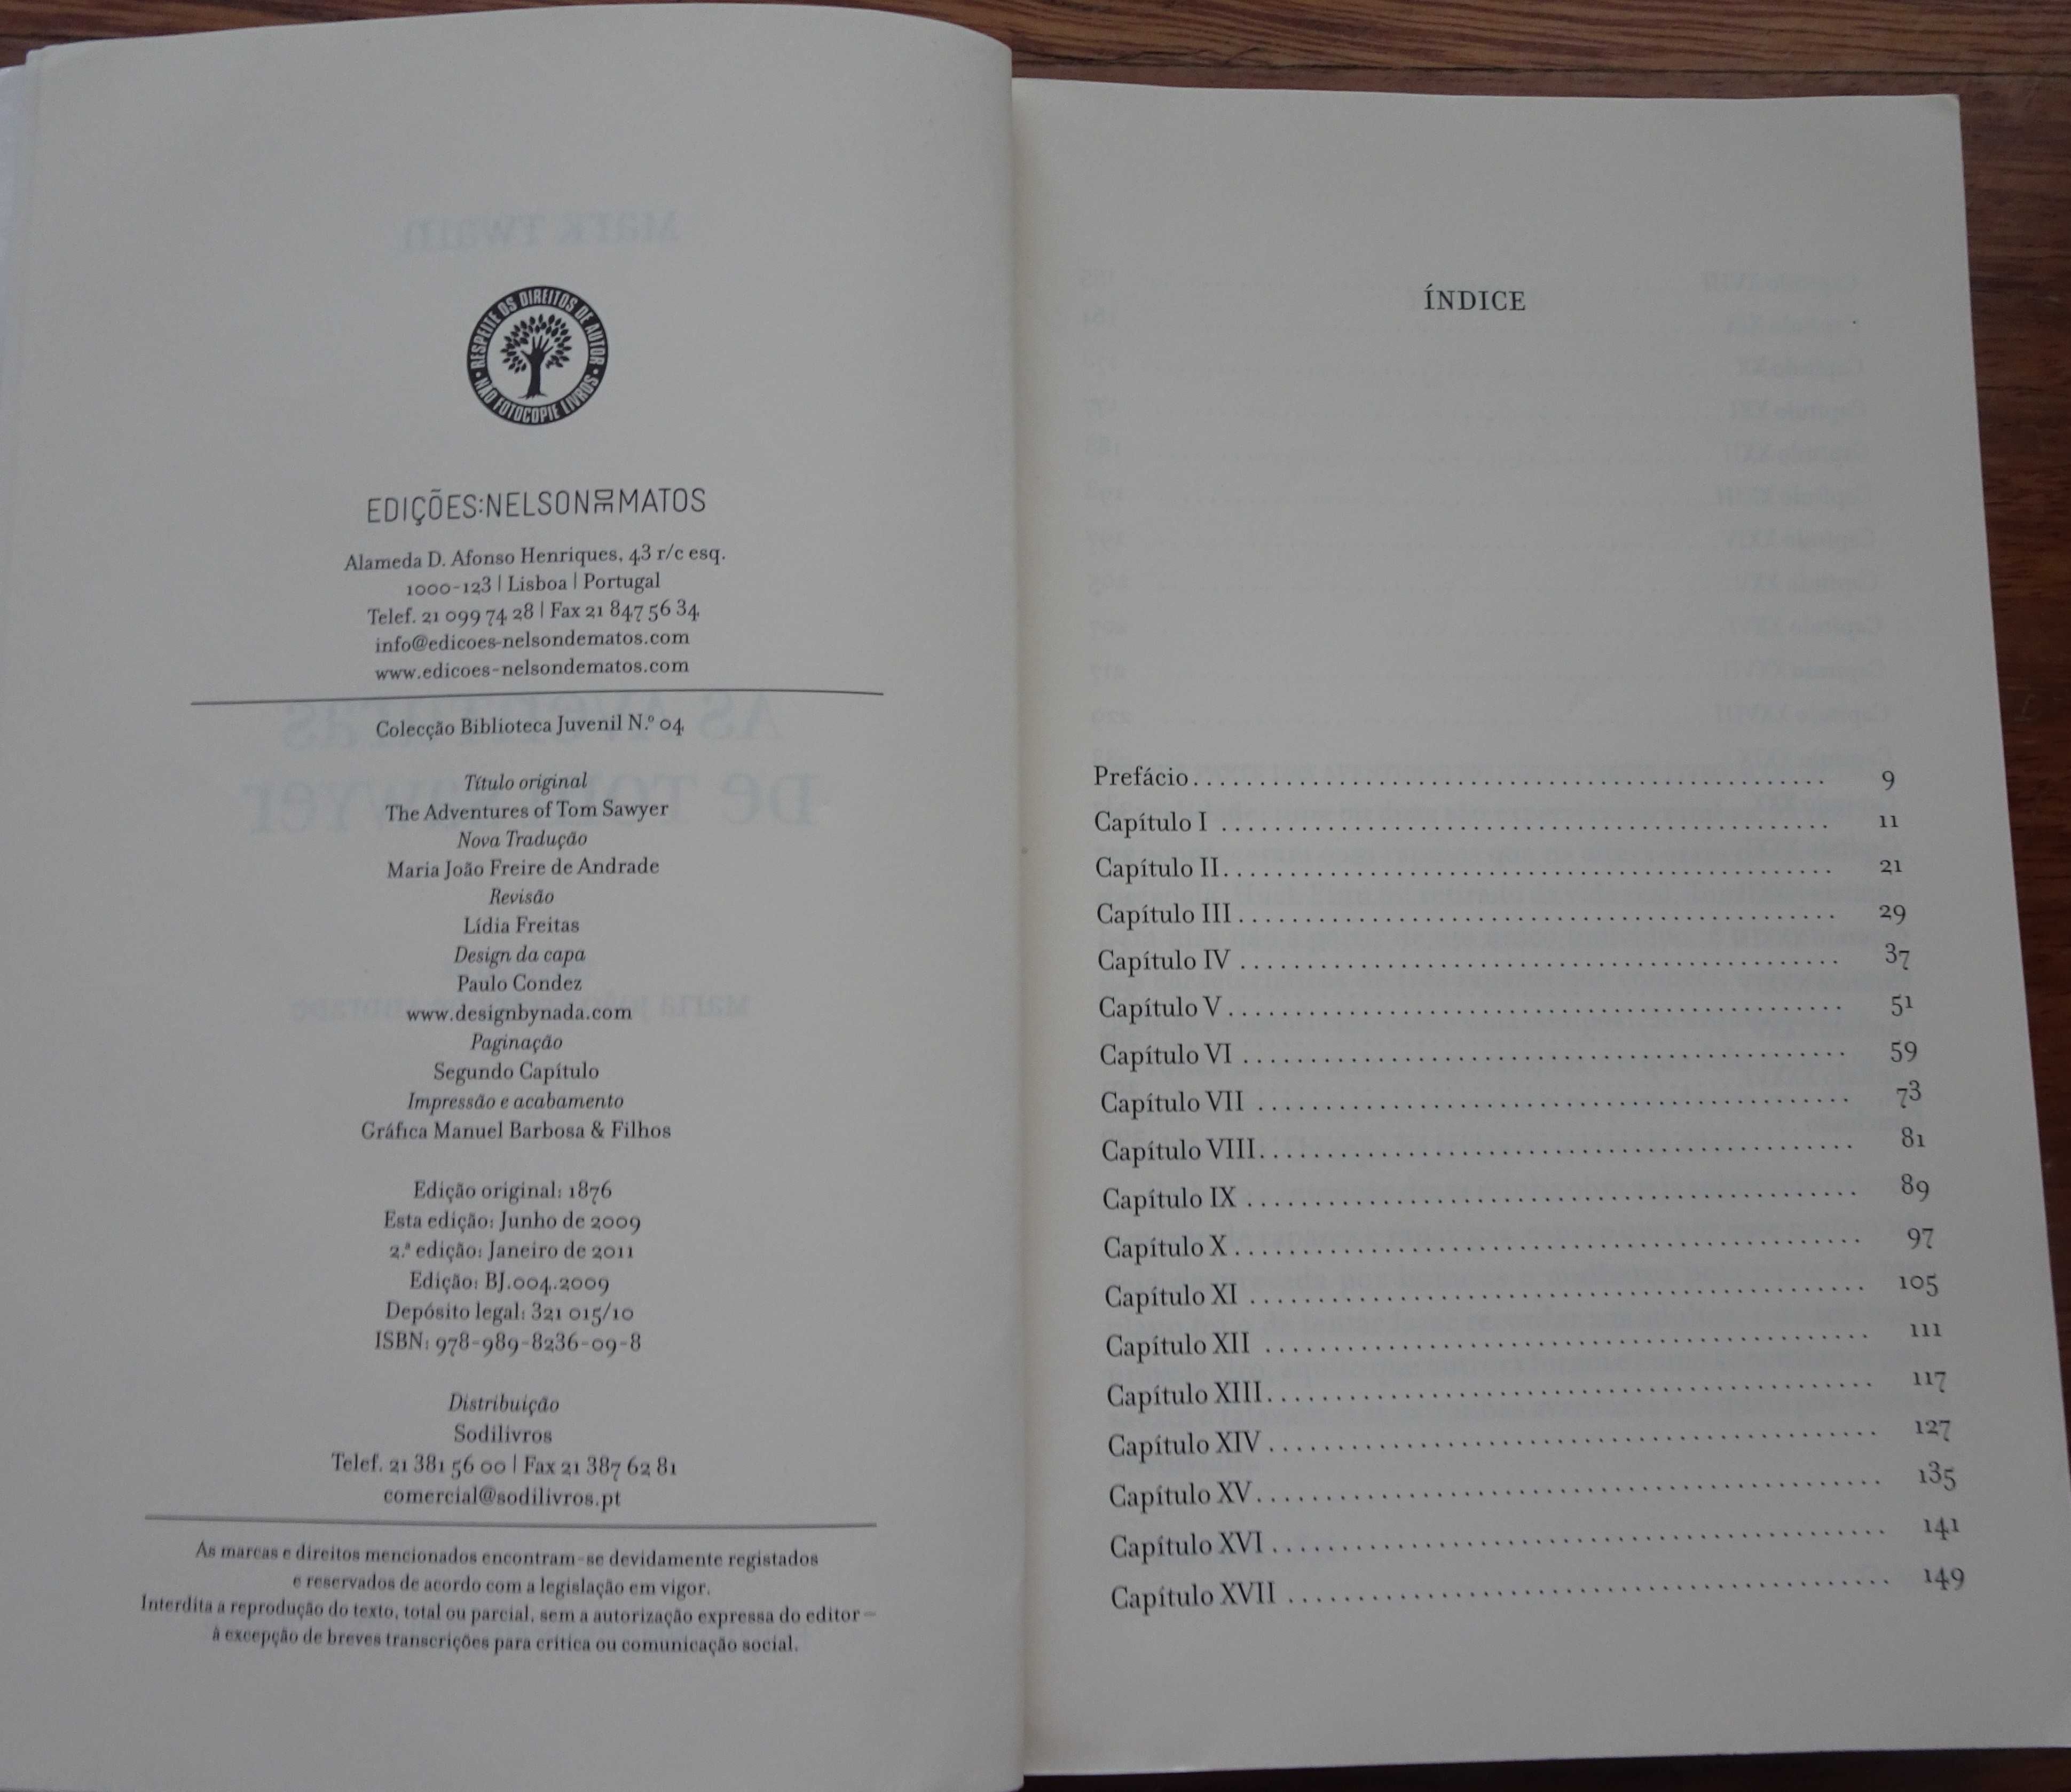 RESPEITE OS DIREITOS DE AUTOR
NÃO FOTOCOPIE LIVROS
EDIÇÕES:NELSONDEMATOS
Alameda D. Afonso Henriques, 43 r/c esq.
1000-123 | Lisboa | Portugal
Telef. 21 099 74 28 | Fax 21 847 56 34
info@edicoes-nelsondematos.com
www.edicoes-nelsondematos.com
Colecção Biblioteca Juvenil N.º 04
Título original
The Adventures of Tom Sawyer
Nova Tradução
Maria João Freire de Andrade
Revisão
Lídia Freitas
Design da capa
Paulo Condez
www.designbynada.com
Paginação
Segundo Capítulo
Impressão e acabamento
Gráfica Manuel Barbosa & Filhos
Edição original: 1876
Esta edição: Junho de 2009
2.ª edição: Janeiro de 2011
Edição: BJ.004.2009
Depósito legal: 321 015/10
ISBN: 978-989-8236-09-8
Distribuição
Sodilivros
Telef. 21 381 56 00 | Fax 21 387 62 81
comercial@sodilivros.pt
As marcas e direitos mencionados encontram-se devidamente registados
e reservados de acordo com a legislação em vigor.
Interdita a reprodução do texto, total ou parcial, sem a autorização expressa do editor –
à excepção de breves transcrições para crítica ou comunicação social.
ÍNDICE
Prefácio 9
Capítulo I 11
Capítulo II 21
Capítulo III 29
Capítulo IV 37
Capítulo V 51
Capítulo VI 59
Capítulo VII 73
Capítulo VIII 81
Capítulo IX 89
Capítulo X 97
Capítulo XI 105
Capítulo XII 111
Capítulo XIII 117
Capítulo XIV 127
Capítulo XV 135
Capítulo XVI 141
Capítulo XVII 149